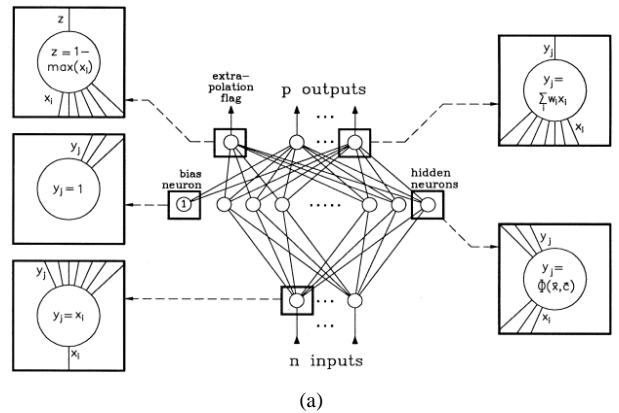 z
z = 1−
max(xᵢ)
xᵢ
yⱼ
yⱼ = 1
yⱼ
yⱼ = xᵢ
xᵢ
extra-
polation
flag
p outputs
...
...
bias
neuron
1
hidden
neurons
.....
...
...
n inputs
yⱼ
yⱼ=
∑ᵢwᵢxᵢ
xᵢ
yⱼ
yⱼ=
Φ(x̄,c̄)
xᵢ
(a)